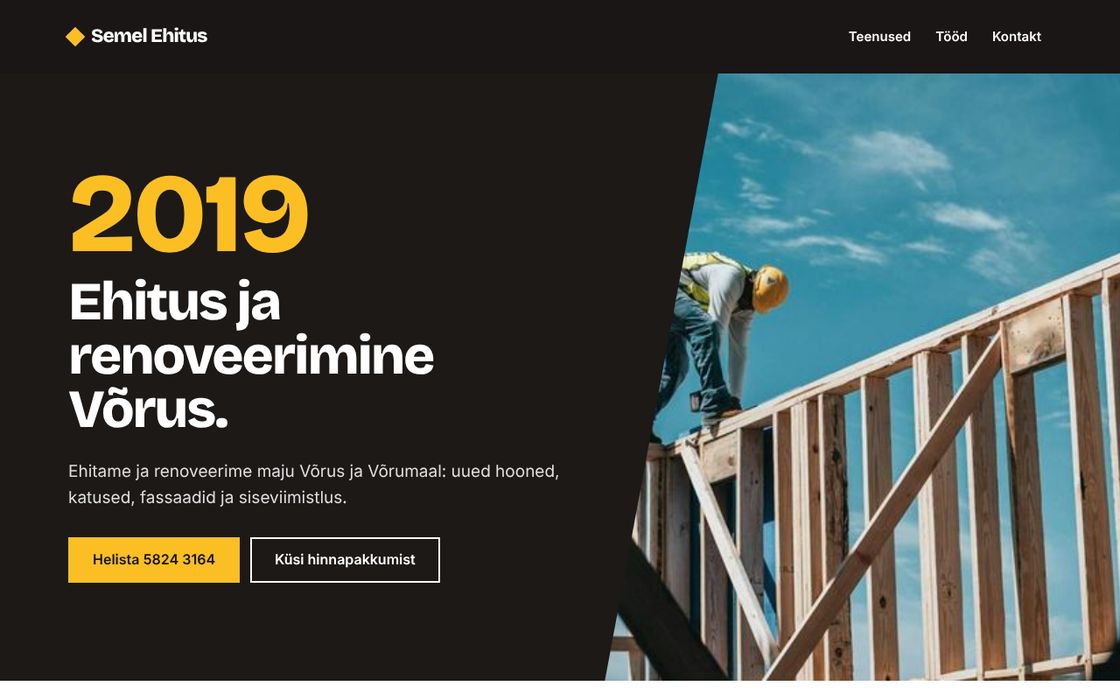 Semel Ehitus
Teenused Tööd Kontakt
2019
Ehitus ja
renoveerimine
Võrus.
Ehitame ja renoveerime maju Võrus ja Võrumaal: uued hooned,
katused, fassaadid ja siseviimistlus.
Helista 5824 3164
Küsi hinnapakkumist